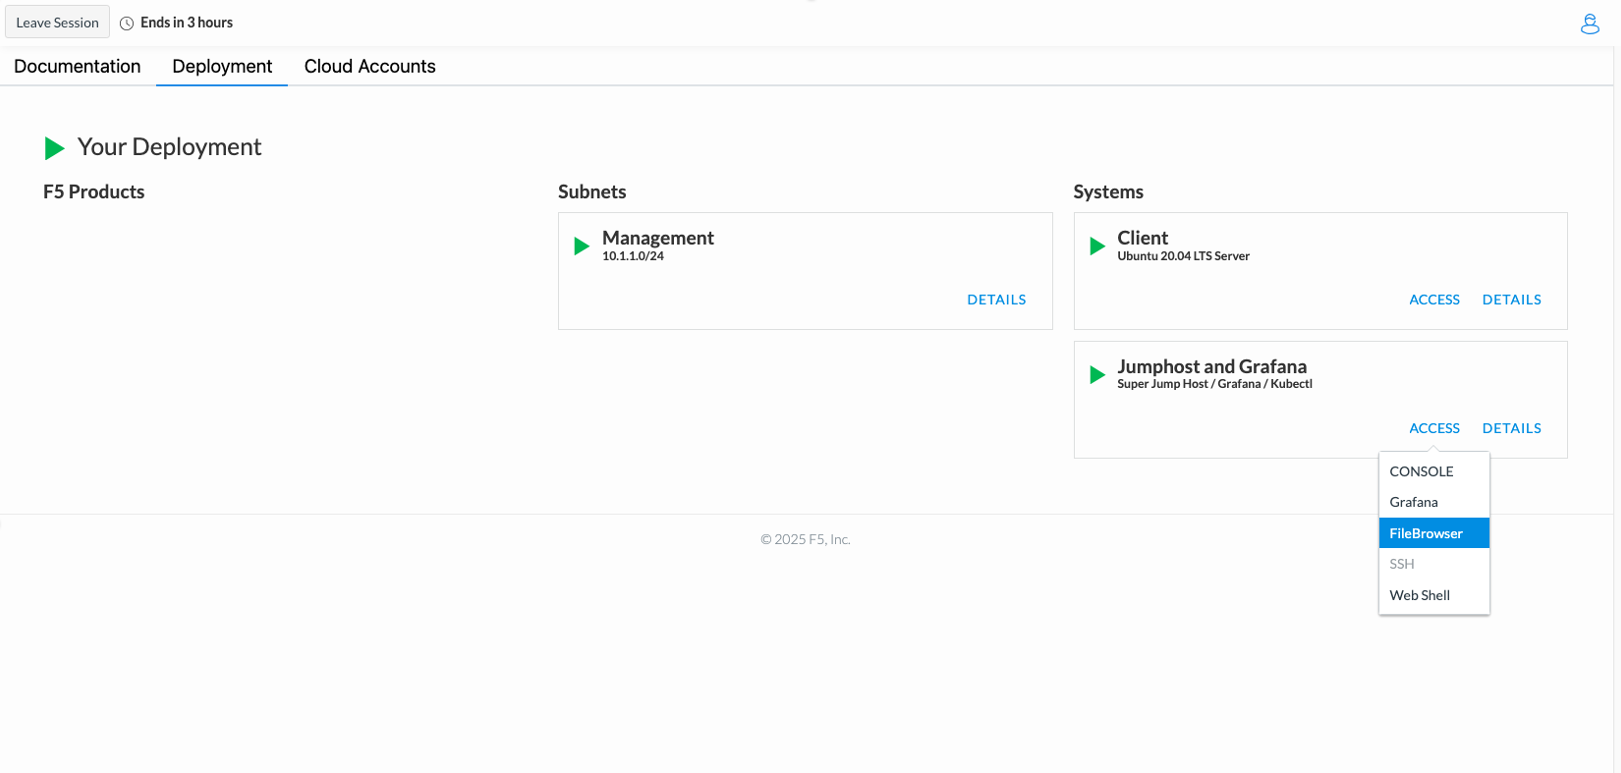 Leave Session
Ends in 3 hours
Documentation
Deployment
Cloud Accounts
Your Deployment
F5 Products
Subnets
Management
10.1.1.0/24
DETAILS
Systems
Client
Ubuntu 20.04 LTS Server
ACCESS
DETAILS
Jumphost and Grafana
Super Jump Host / Grafana / Kubectl
ACCESS
DETAILS
CONSOLE
Grafana
FileBrowser
SSH
Web Shell
© 2025 F5, Inc.